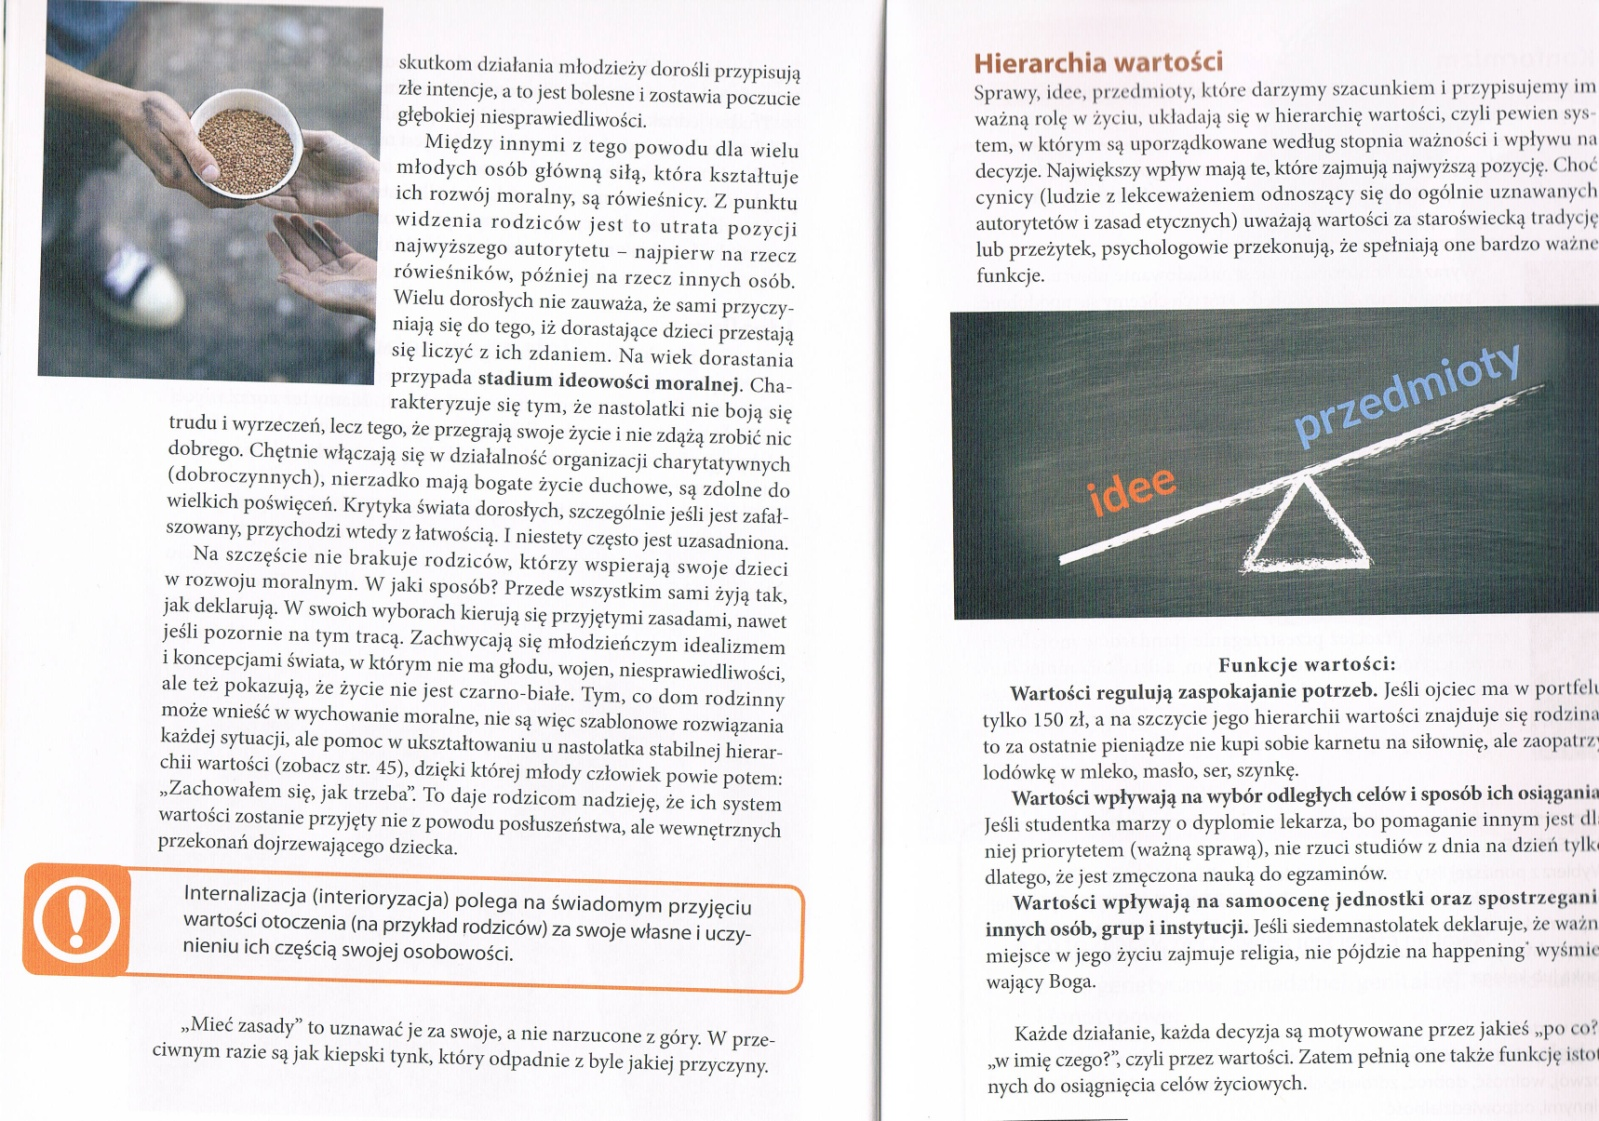 skutkom działania młodzieży dorośli przypisują
złe intencje, a to jest bolesne i zostawia poczucie
głębokiej niesprawiedliwości.
Między innymi z tego powodu dla wielu
młodych osób główną siłą, która kształtuje
ich rozwój moralny, są rówieśnicy. Z punktu
widzenia rodziców jest to utrata pozycji
najwyższego autorytetu – najpierw na rzecz
rówieśników, później na rzecz innych osób.
Wielu dorosłych nie zauważa, że sami przyczy-
niają się do tego, iż dorastające dzieci przestają
się liczyć z ich zdaniem. Na wiek dorastania
przypada stadium ideowości moralnej. Cha-
rakteryzuje się tym, że nastolatki nie boją się
trudu i wyrzeczeń, lecz tego, że przegrają swoje życie i nie zdążą zrobić nic
dobrego. Chętnie włączają się w działalność organizacji charytatywnych
(dobroczynnych), nierzadko mają bogate życie duchowe, są zdolne do
wielkich poświęceń. Krytyka świata dorosłych, szczególnie jeśli jest zafał-
szowany, przychodzi wtedy z łatwością. I niestety często jest uzasadniona.
Na szczęście nie brakuje rodziców, którzy wspierają swoje dzieci
w rozwoju moralnym. W jaki sposób? Przede wszystkim sami żyją tak,
jak deklarują. W swoich wyborach kierują się przyjętymi zasadami, nawet
jeśli pozornie na tym tracą. Zachwycają się młodzieńczym idealizmem
i koncepcjami świata, w którym nie ma głodu, wojen, niesprawiedliwości,
ale też pokazują, że życie nie jest czarno-białe. Tym, co dom rodzinny
może wnieść w wychowanie moralne, nie są więc szablonowe rozwiązania
każdej sytuacji, ale pomoc w ukształtowaniu u nastolatka stabilnej hierar-
chii wartości (zobacz str. 45), dzięki której młody człowiek powie potem:
„Zachowałem się, jak trzeba”. To daje rodzicom nadzieję, że ich system
wartości zostanie przyjęty nie z powodu posłuszeństwa, ale wewnętrznych
przekonań dojrzewającego dziecka.
Internalizacja (interioryzacja) polega na świadomym przyjęciu
wartości otoczenia (na przykład rodziców) za swoje własne i uczy-
nieniu ich częścią swojej osobowości.
„Mieć zasady” to uznawać je za swoje, a nie narzucone z góry. W prze-
ciwnym razie są jak kiepski tynk, który odpadnie z byle jakiej przyczyny.
Hierarchia wartości
Sprawy, idee, przedmioty, które darzymy szacunkiem i przypisujemy im
ważną rolę w życiu, układają się w hierarchię wartości, czyli pewien sys-
tem, w którym są uporządkowane według stopnia ważności i wpływu na
decyzje. Największy wpływ mają te, które zajmują najwyższą pozycję. Choć
cynicy (ludzie z lekceważeniem odnoszący się do ogólnie uznawanych
autorytetów i zasad etycznych) uważają wartości za staroświecką tradycję
lub przeżytek, psychologowie przekonują, że spełniają one bardzo ważne
funkcje.
przedmioty
idee
Funkcje wartości:
Wartości regulują zaspokajanie potrzeb. Jeśli ojciec ma w portfelu
tylko 150 zł, a na szczycie jego hierarchii wartości znajduje się rodzina
to za ostatnie pieniądze nie kupi sobie karnetu na siłownię, ale zaopatrzy
lodówkę w mleko, masło, ser, szynkę.
Wartości wpływają na wybór odległych celów i sposób ich osiągania
Jeśli studentka marzy o dyplomie lekarza, bo pomaganie innym jest dl
niej priorytetem (ważną sprawą), nie rzuci studiów z dnia na dzień tylk
dlatego, że jest zmęczona nauką do egzaminów.
Wartości wpływają na samoocenę jednostki oraz spostrzegani
innych osób, grup i instytucji. Jeśli siedemnastolatek deklaruje, że ważn
miejsce w jego życiu zajmuje religia, nie pójdzie na happening* wyśmie
wający Boga.
Każde działanie, każda decyzja są motywowane przez jakieś „po co?
„w imię czego?”, czyli przez wartości. Zatem pełnią one także funkcję istot
nych do osiągnięcia celów życiowych.